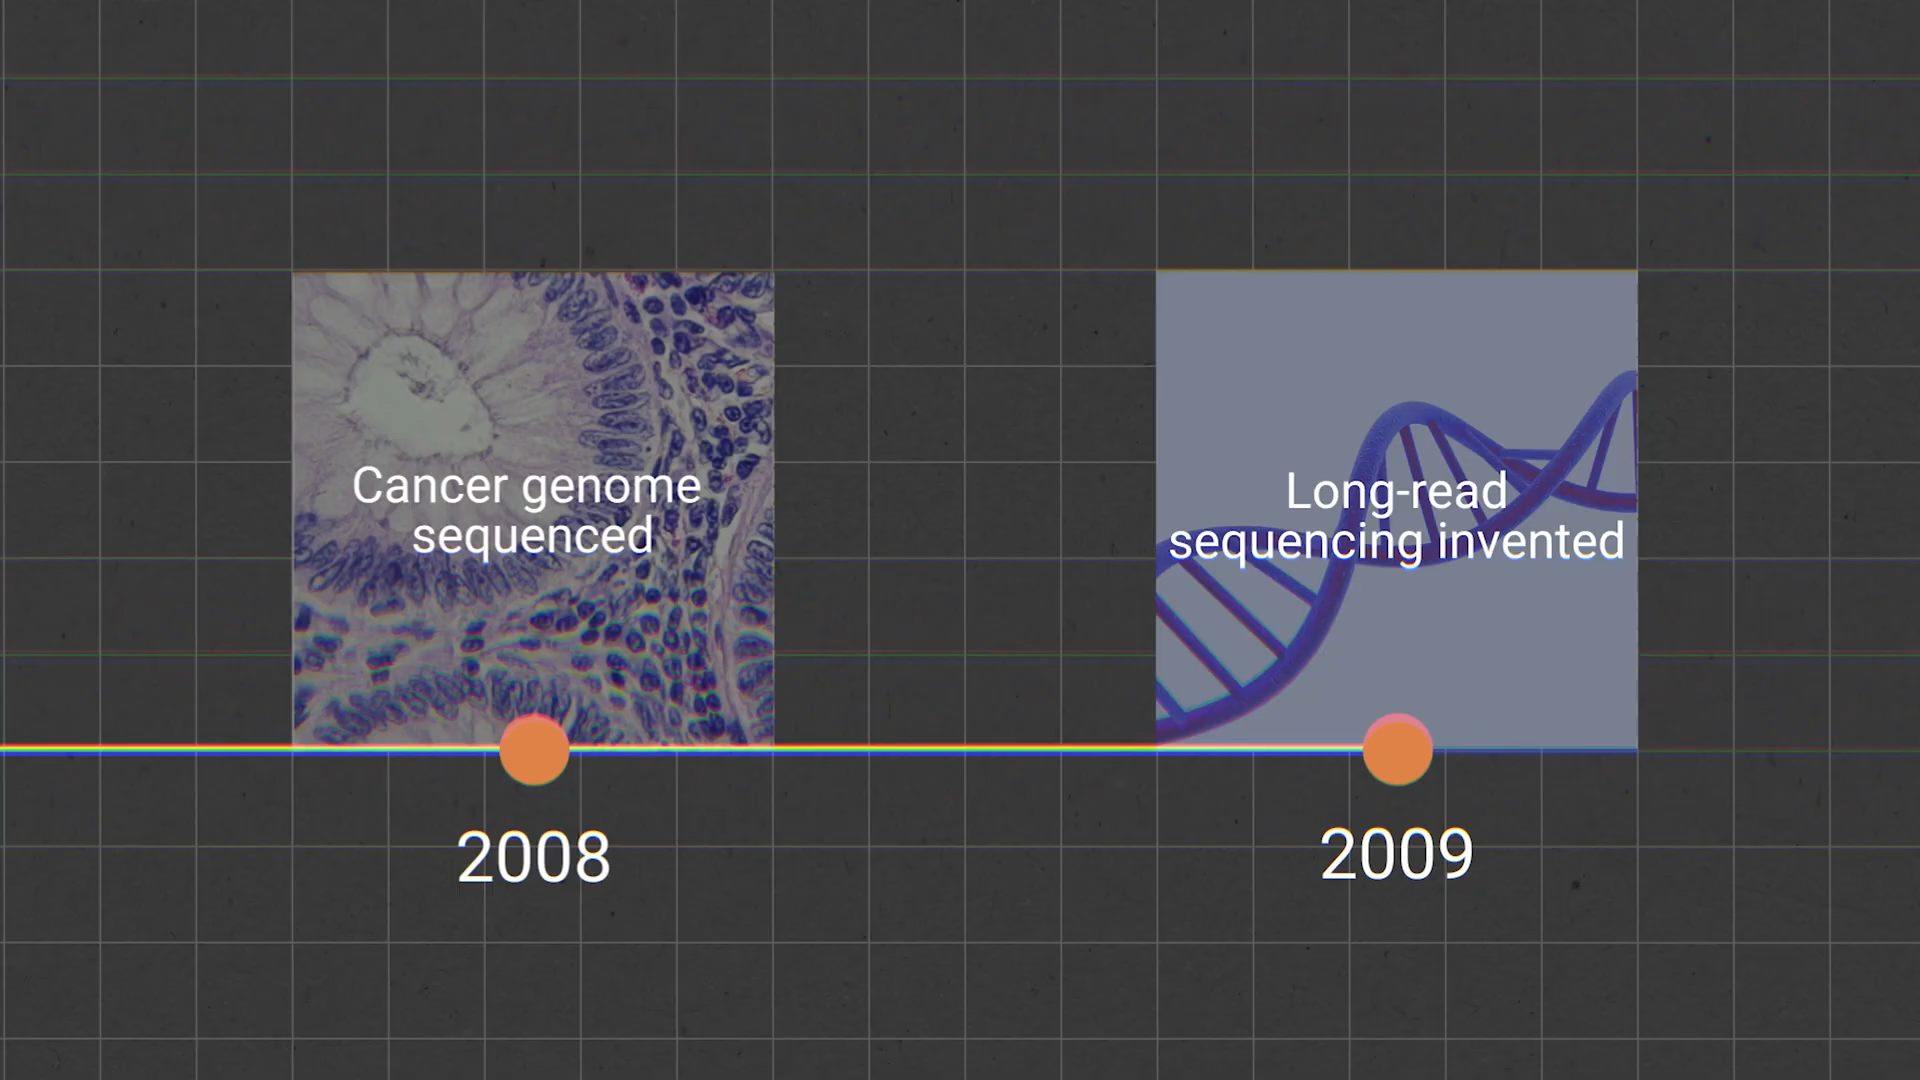 Cancer genome
sequenced
Long-read
sequencing invented
2008
2009